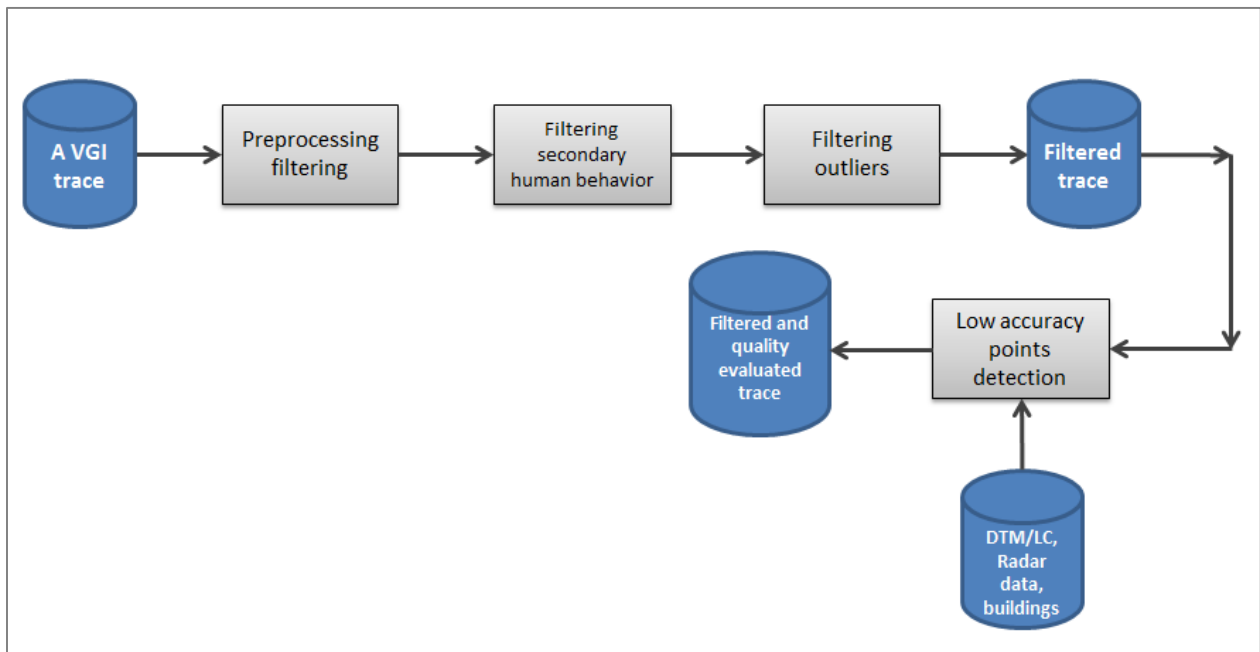 A VGI
trace
Preprocessing
filtering
Filtering
secondary
human behavior
Filtering
outliers
Filtered
trace
Filtered and
quality
evaluated
trace
Low accuracy
points
detection
DTM/LC,
Radar
data,
buildings